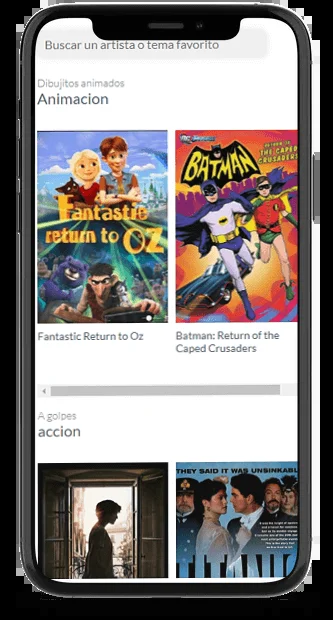 Buscar un artista o tema favorito
Dibujitos animados
Animacion
Fantastic
return to OZ
DC
BATMAN
RETURN OF
THE CAPED
CRUSADERS
Fantastic Return to Oz
Batman: Return of the
Caped Crusaders
A golpes
accion
THEY SAID IT WAS UNSINKABL
TITANIC